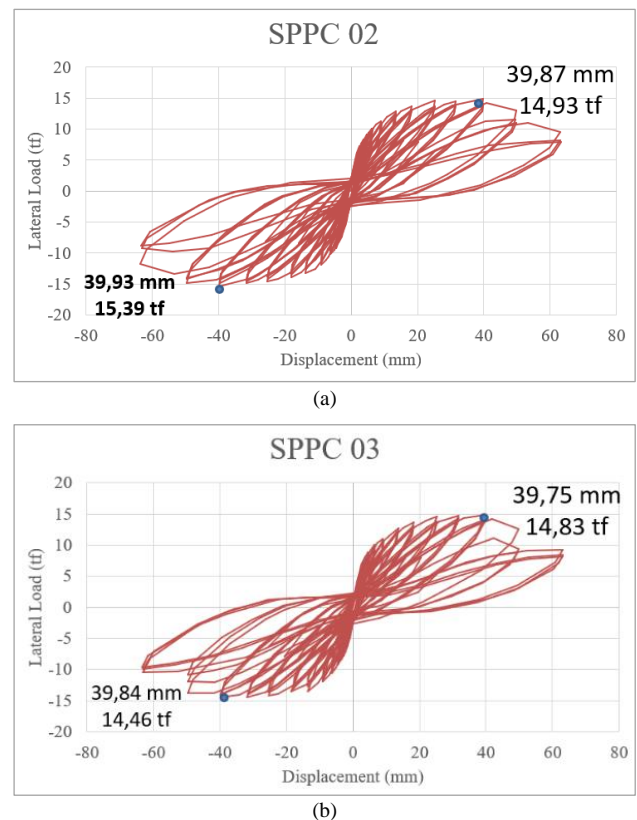 SPPC 02
39,87 mm
14,93 tf
20
15
10
5
0
-5
-10
-15
-20
Lateral Load (tf)
39,93 mm
15,39 tf
-80 -60 -40 -20 0 20 40 60 80
Displacement (mm)
(a)
SPPC 03
39,75 mm
14,83 tf
20
15
10
5
0
-5
-10
-15
-20
Lateral Load (tf)
39,84 mm
14,46 tf
-80 -60 -40 -20 0 20 40 60 80
Displacement (mm)
(b)